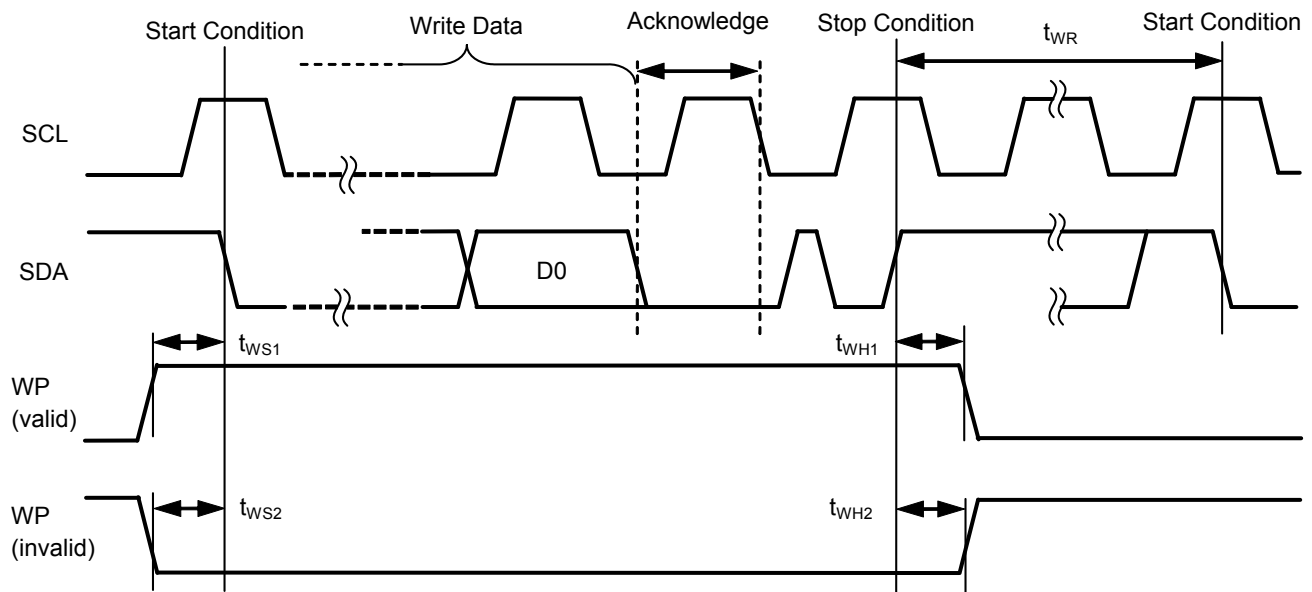 Start Condition
Write Data
Acknowledge
Stop Condition
tWR
Start Condition
SCL
SDA
D0
tWS1
tWH1
WP
(valid)
tWS2
tWH2
WP
(invalid)